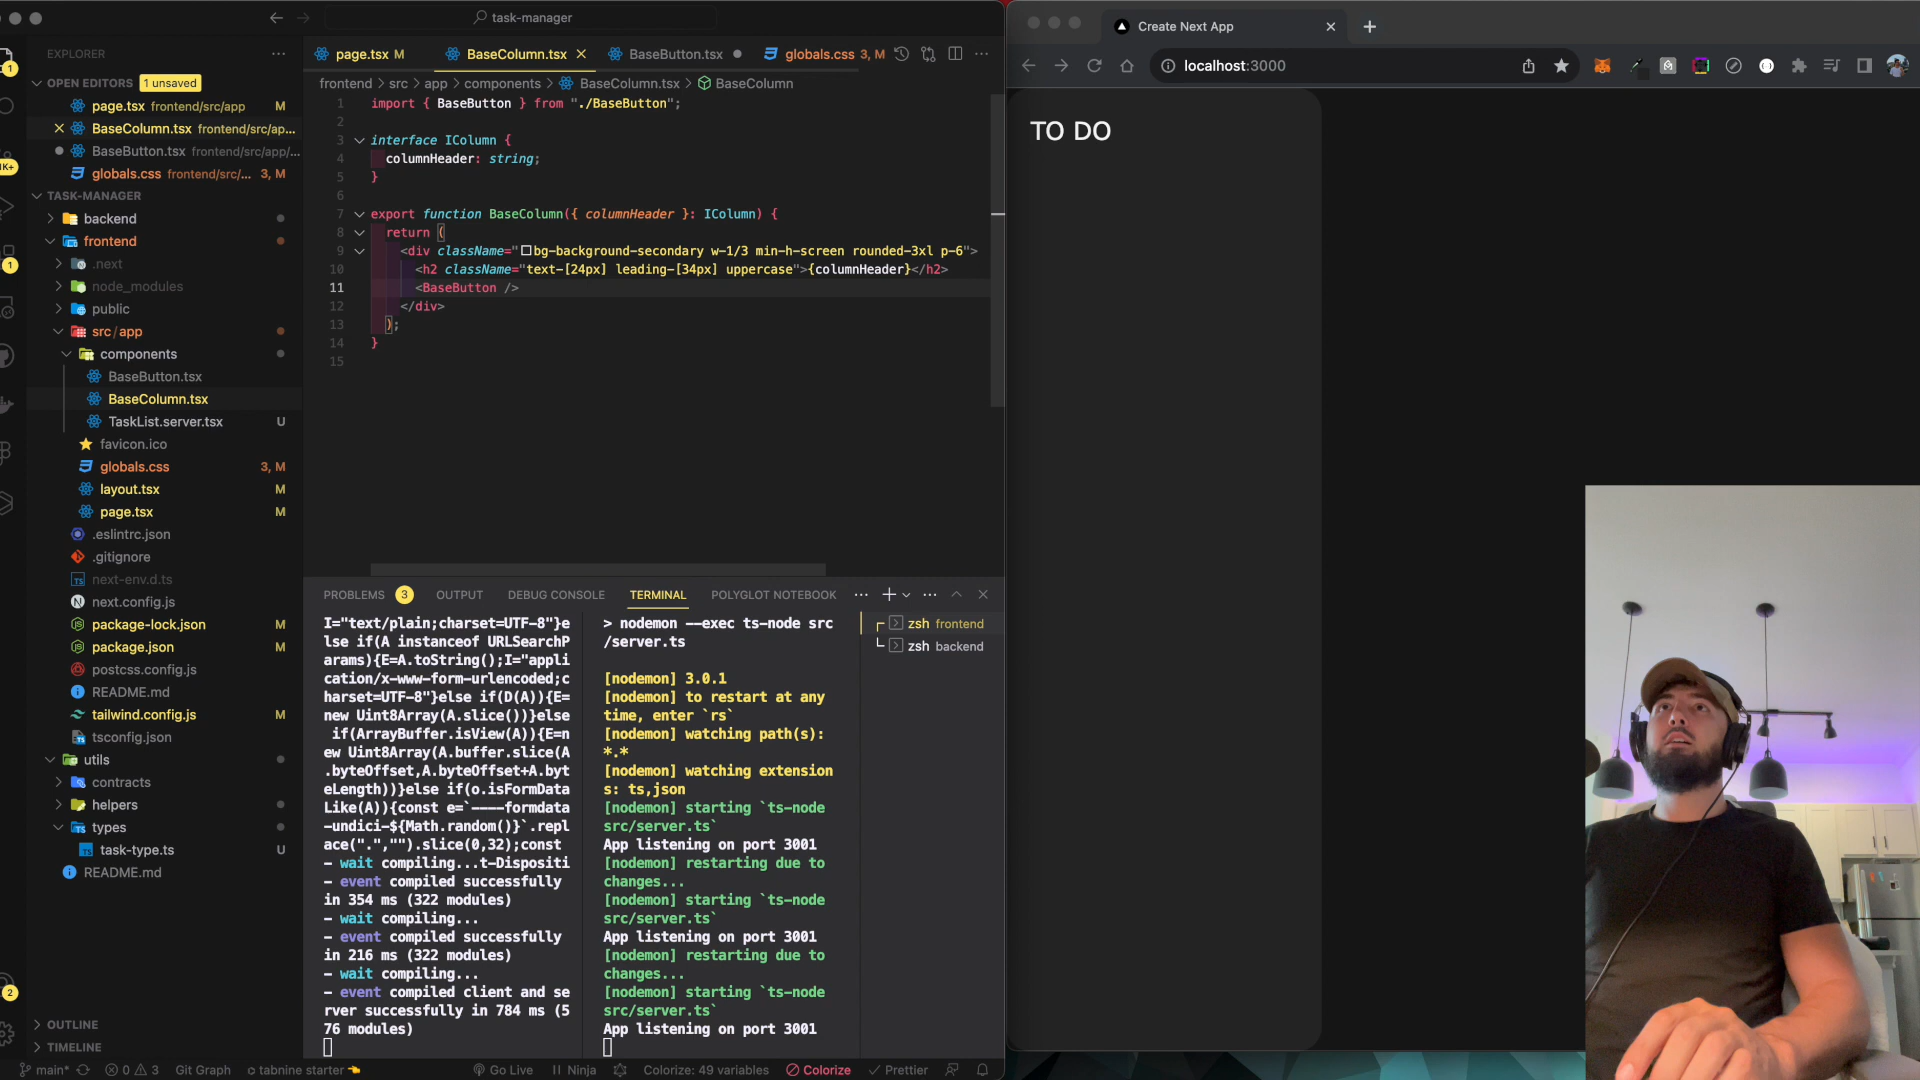 task-manager
EXPLORER
OPEN EDITORS 1 unsaved
page.tsx frontend/src/app M
BaseColumn.tsx frontend/src/ap...
BaseButton.tsx frontend/src/app/...
globals.css frontend/src/... 3, M
TASK-MANAGER
backend
frontend
.next
node_modules
public
src/app
components
BaseButton.tsx
BaseColumn.tsx
TaskList.server.tsx U
favicon.ico
globals.css 3, M
layout.tsx M
page.tsx M
.eslintrc.json
.gitignore
next-env.d.ts
next.config.js
package-lock.json M
package.json M
postcss.config.js
README.md
tailwind.config.js M
tsconfig.json
utils
contracts
helpers
types
task-type.ts U
README.md
OUTLINE
TIMELINE
1
1K+
1
2
page.tsx M
BaseColumn.tsx
BaseButton.tsx
globals.css 3, M
frontend > src > app > components > BaseColumn.tsx > BaseColumn
1 import { BaseButton } from "./BaseButton";
2
3 interface IColumn {
4 columnHeader: string;
5 }
6
7 export function BaseColumn({ columnHeader }: IColumn) {
8 return (
9 <div className="bg-background-secondary w-1/3 min-h-screen rounded-3xl p-6">
10 <h2 className="text-[24px] leading-[34px] uppercase">{columnHeader}</h2>
11 <BaseButton />
12 </div>
13 );
14 }
15
PROBLEMS 3 OUTPUT DEBUG CONSOLE TERMINAL POLYGLOT NOTEBOOK
I="text/plain;charset=UTF-8"}e
lse if(A instanceof URLSearchP
arams){E=A.toString();I="appli
cation/x-www-form-urlencoded;c
harset=UTF-8"}else if(D(A)){E=
new Uint8Array(A.slice())}else
if(ArrayBuffer.isView(A)){E=n
ew Uint8Array(A.buffer.slice(A
.byteOffset,A.byteOffset+A.byt
eLength))}else if(o.isFormData
Like(A)){const e=`----formdata
-undici-${Math.random()}`.repl
ace(".","").slice(0,32);const
- wait compiling...t-Dispositi
- event compiled successfully
in 354 ms (322 modules)
- wait compiling...
- event compiled successfully
in 216 ms (322 modules)
- wait compiling...
- event compiled client and se
rver successfully in 784 ms (5
76 modules)
> nodemon --exec ts-node src
/server.ts
[nodemon] 3.0.1
[nodemon] to restart at any
time, enter `rs`
[nodemon] watching path(s):
*.*
[nodemon] watching extension
s: ts,json
[nodemon] starting `ts-node
src/server.ts`
App listening on port 3001
[nodemon] restarting due to
changes...
[nodemon] starting `ts-node
src/server.ts`
App listening on port 3001
[nodemon] restarting due to
changes...
[nodemon] starting `ts-node
src/server.ts`
App listening on port 3001
zsh frontend
zsh backend
main* 0 3 Git Graph tabnine starter Go Live Ninja Colorize: 49 variables Colorize Prettier
Create Next App
localhost:3000
TO DO